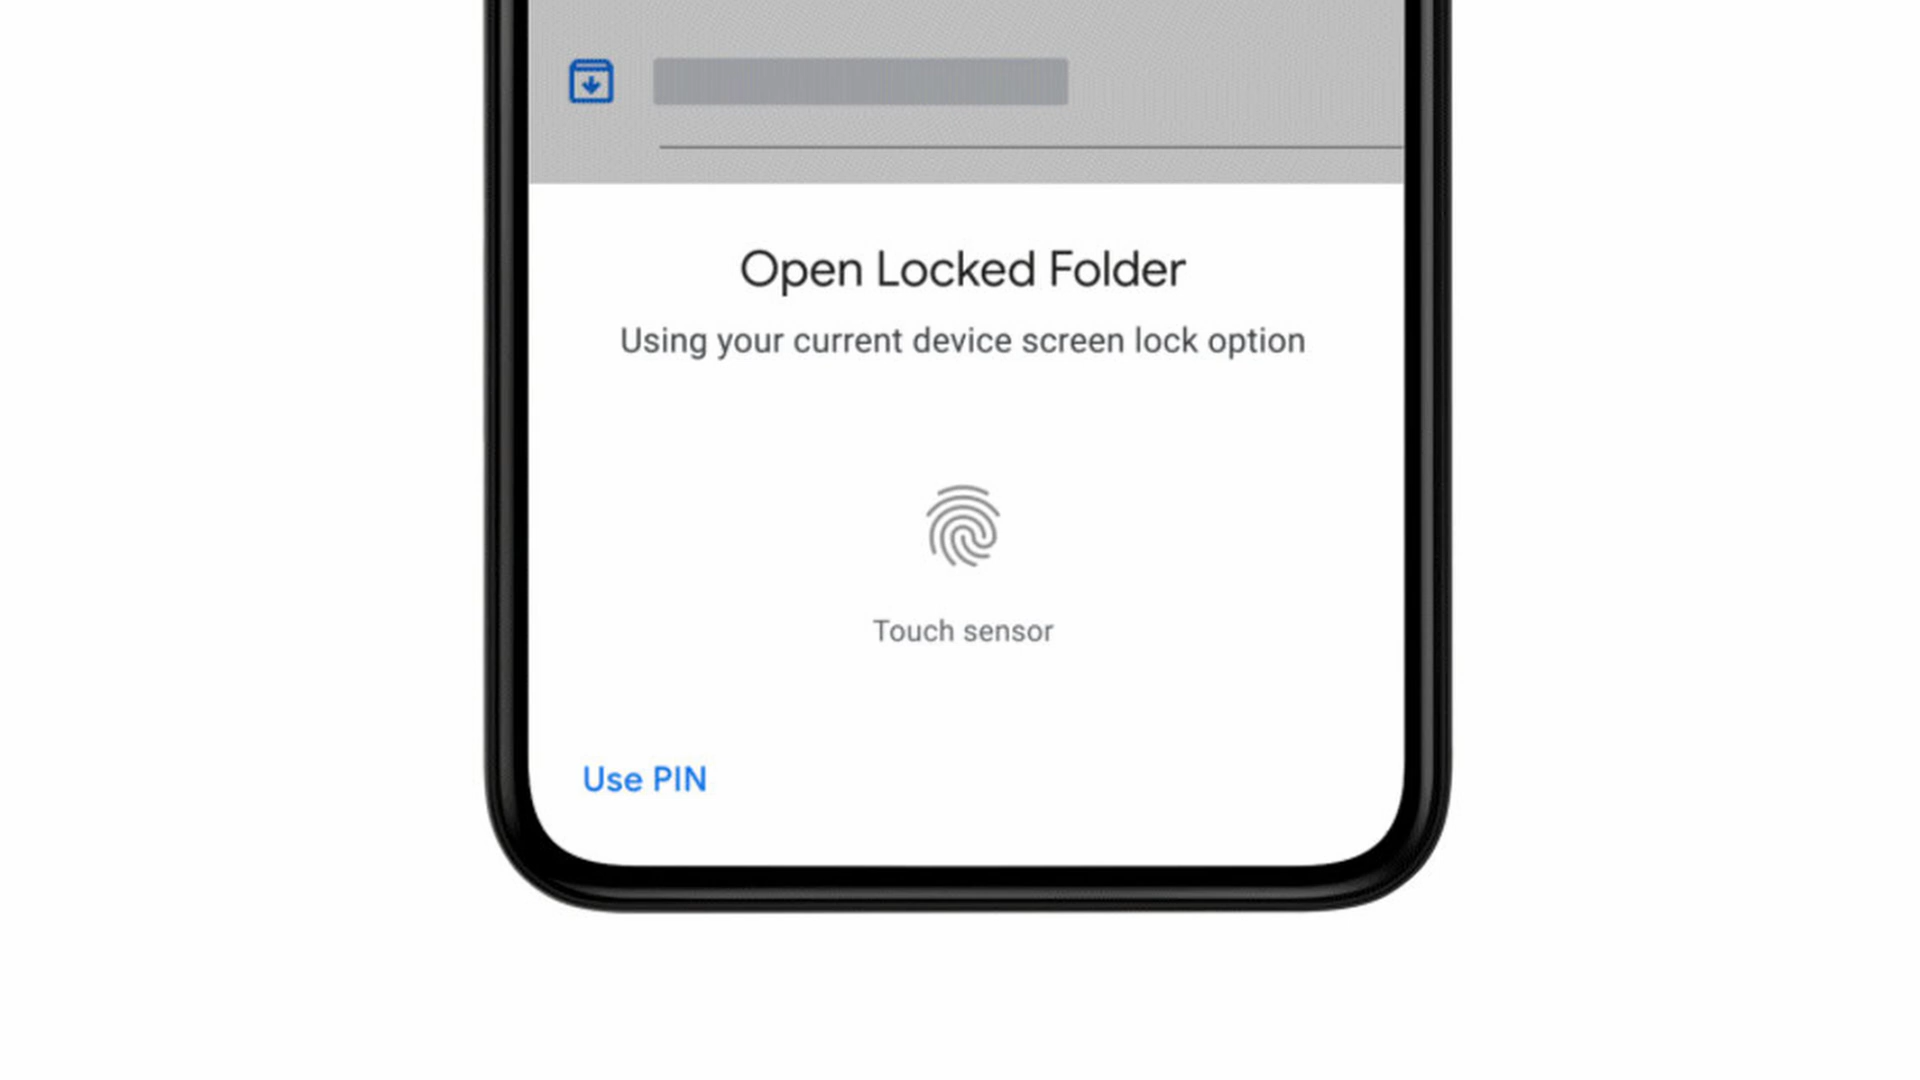 Open Locked Folder
Using your current device screen lock option
Touch sensor
Use PIN